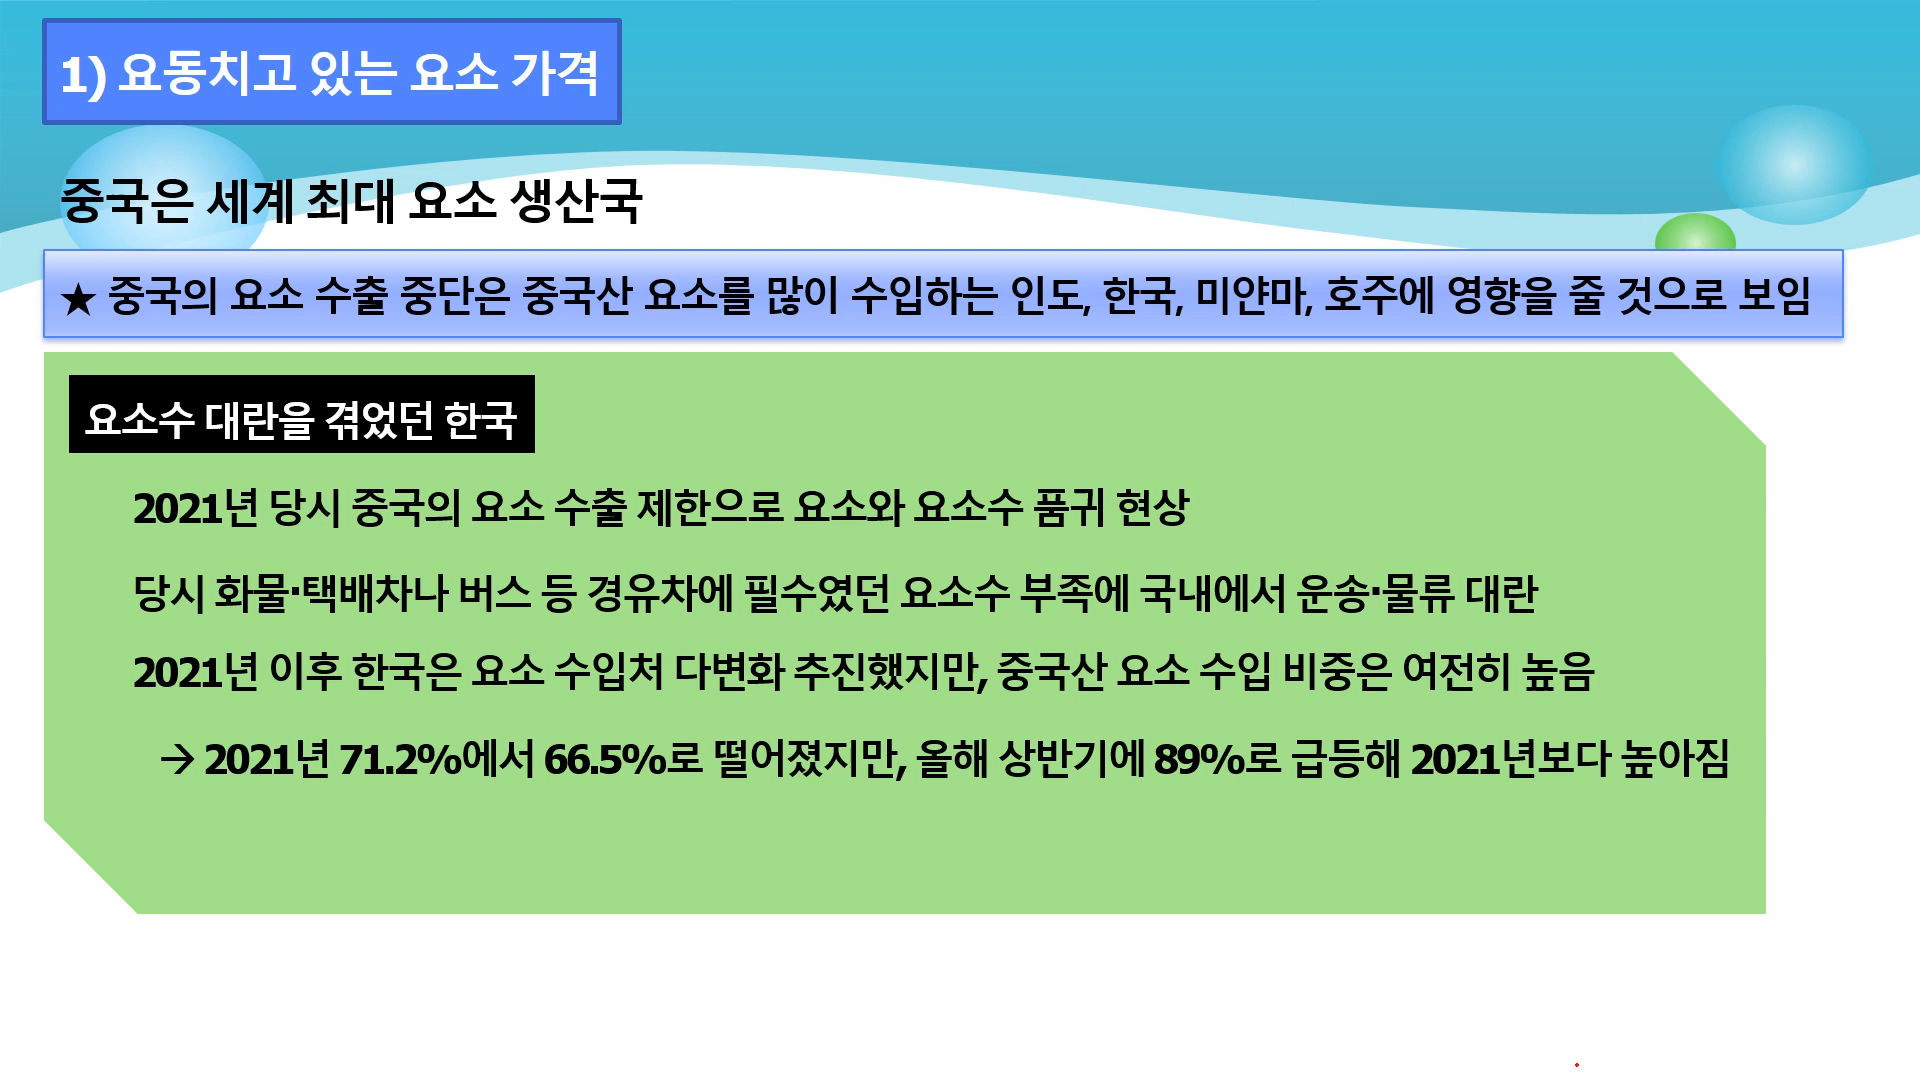 1) 요동치고 있는 요소 가격
중국은 세계 최대 요소 생산국
★ 중국의 요소 수출 중단은 중국산 요소를 많이 수입하는 인도, 한국, 미얀마, 호주에 영향을 줄 것으로 보임
요소수 대란을 겪었던 한국
2021년 당시 중국의 요소 수출 제한으로 요소와 요소수 품귀 현상
당시 화물·택배차나 버스 등 경유차에 필수였던 요소수 부족에 국내에서 운송·물류 대란
2021년 이후 한국은 요소 수입처 다변화 추진했지만, 중국산 요소 수입 비중은 여전히 높음
→ 2021년 71.2%에서 66.5%로 떨어졌지만, 올해 상반기에 89%로 급등해 2021년보다 높아짐